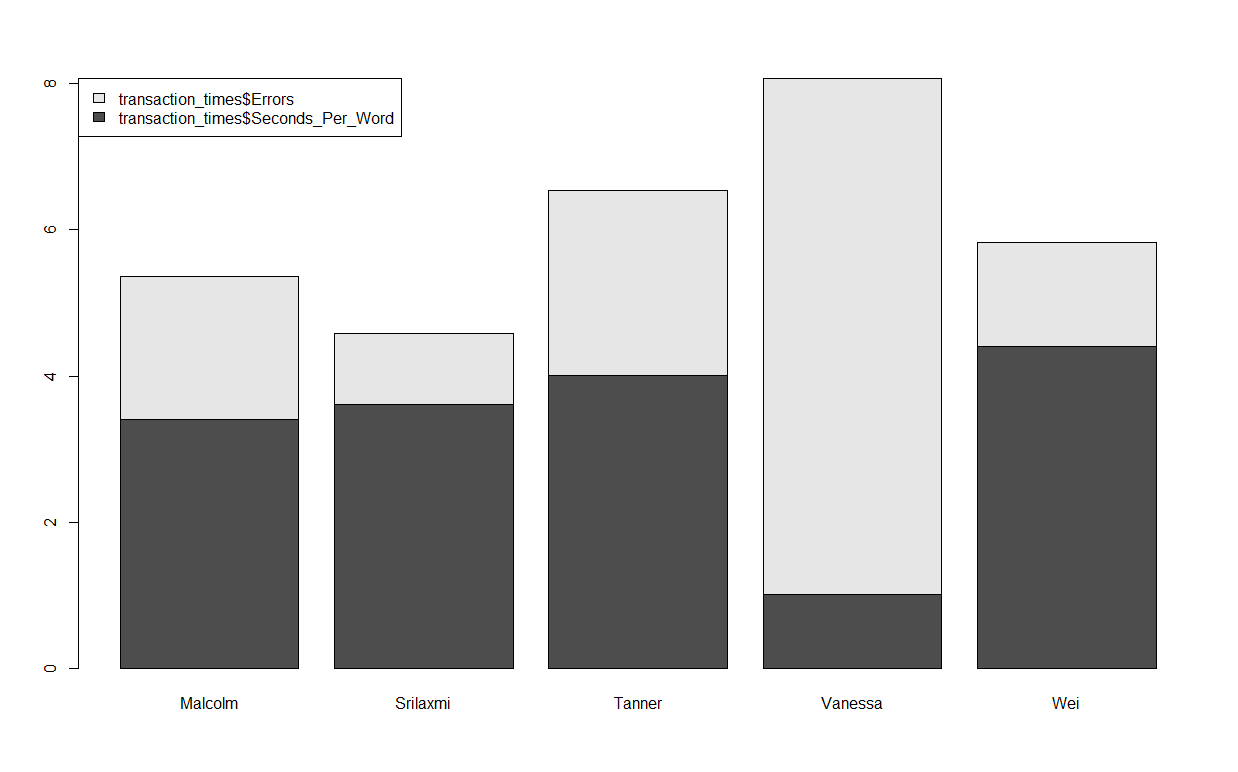 transaction_times$Errors
transaction_times$Seconds_Per_Word
8
6
4
2
0
Malcolm Srilaxmi Tanner Vanessa Wei